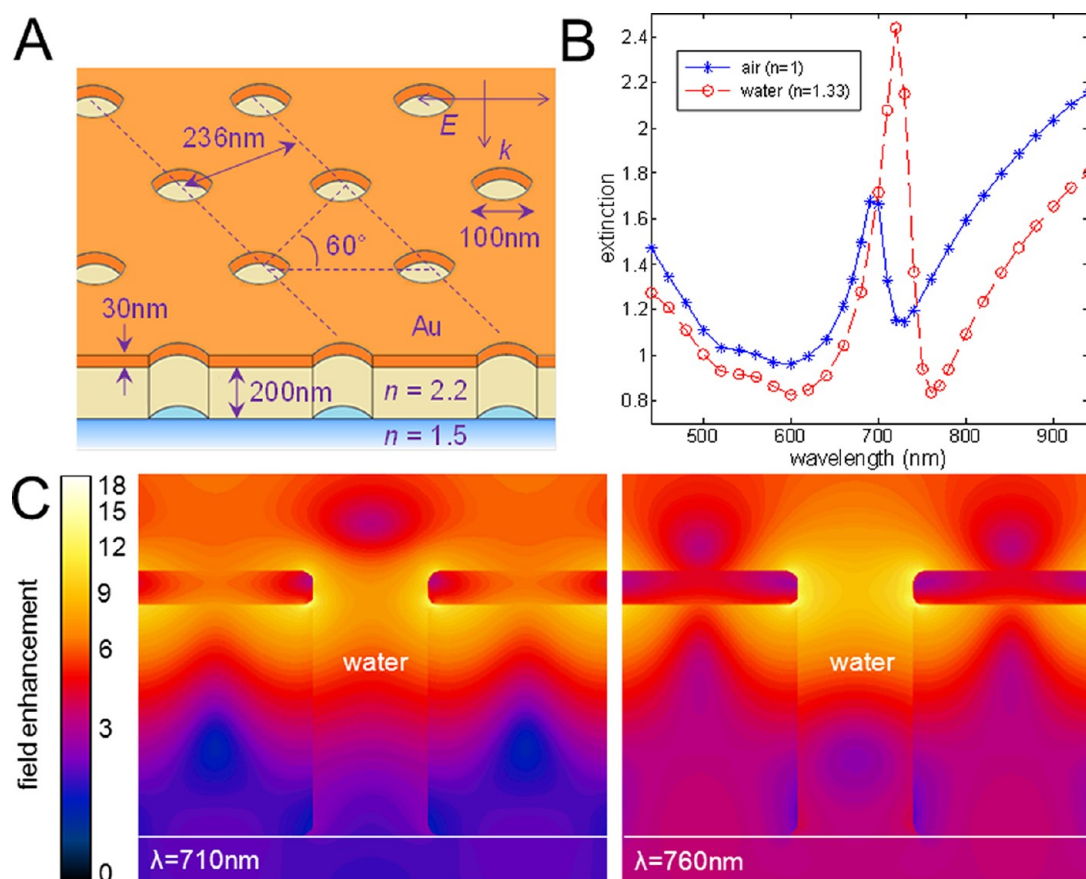 A
236nm
E
k
60°
100nm
30nm
Au
200nm
n = 2.2
n = 1.5
B
air (n=1)
water (n=1.33)
2.4
2.2
2
1.8
1.6
1.4
1.2
1
0.8
extinction
500 600 700 800 900
wavelength (nm)
C
field enhancement
18
15
12
9
6
3
0
water
λ=710nm
water
λ=760nm